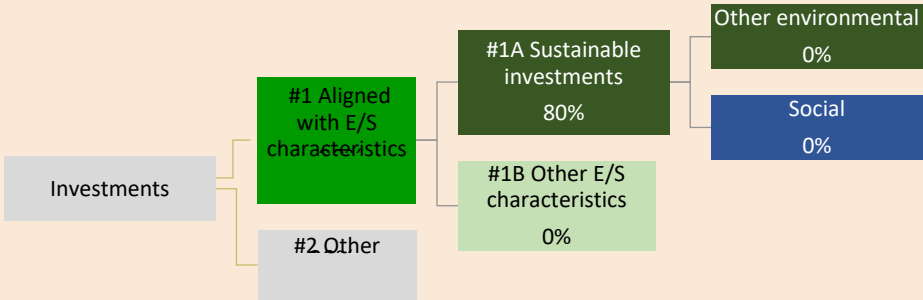 Investments
#1 Aligned
with E/S
characteristics
#2 Other
#1A Sustainable
investments
80%
#1B Other E/S
characteristics
0%
Other environmental
0%
Social
0%